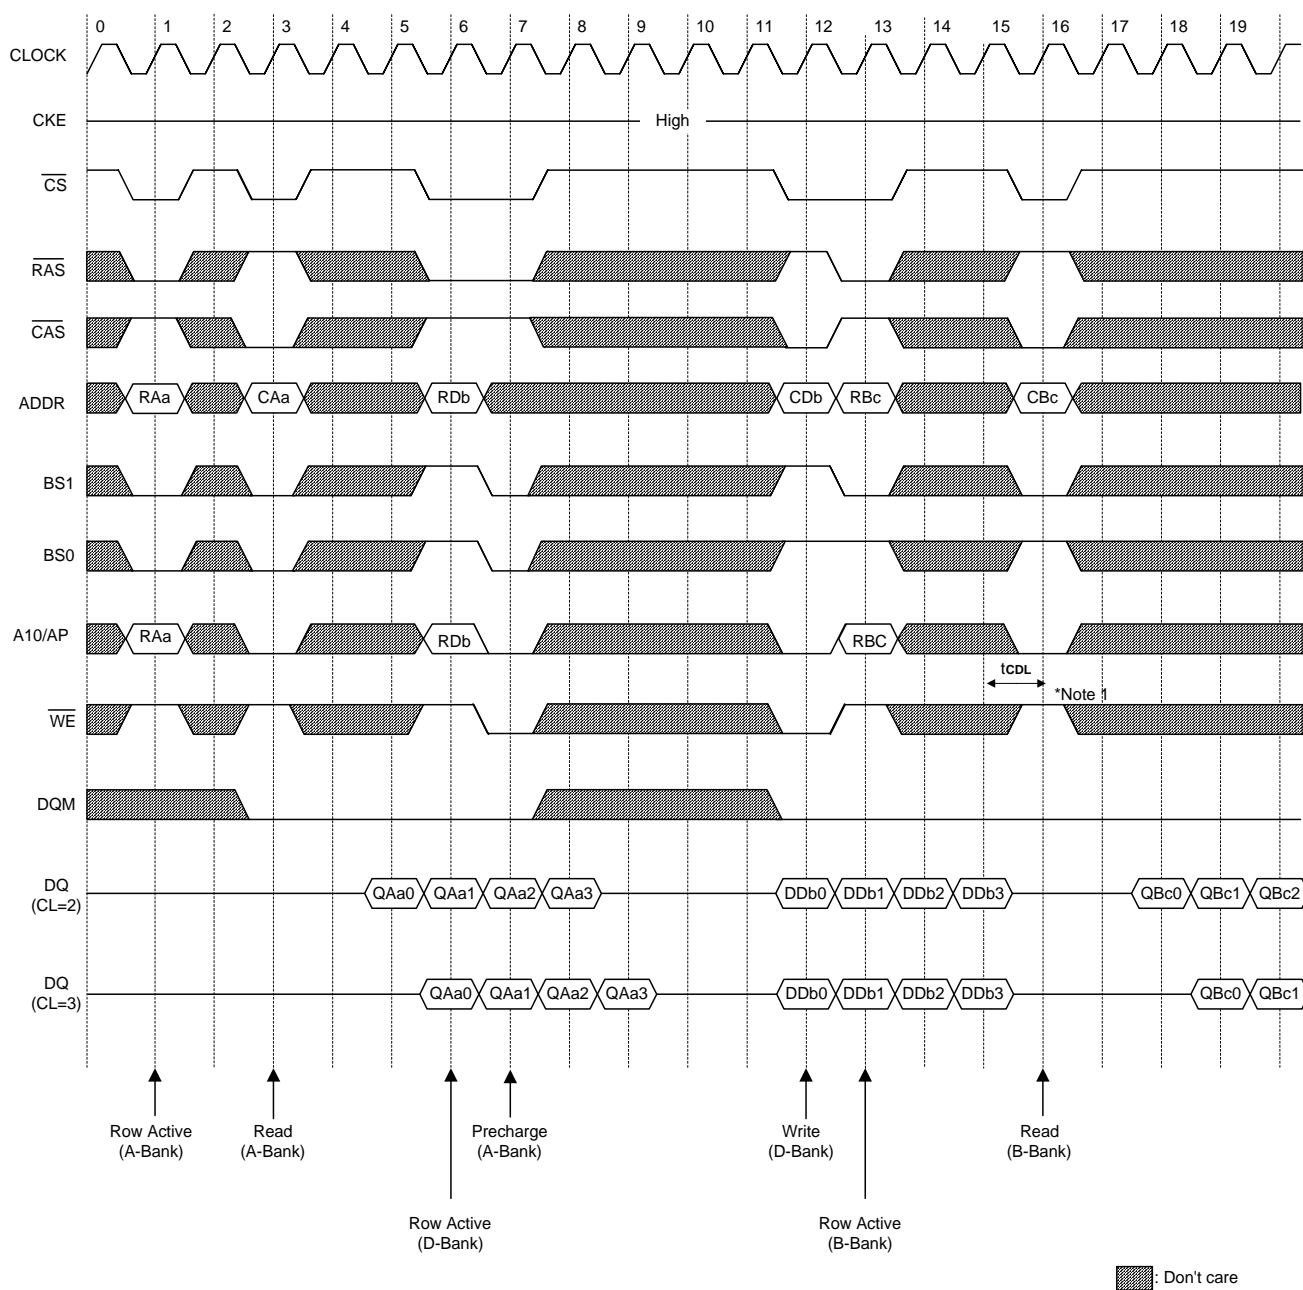 0 1 2 3 4 5 6 7 8 9 10 11 12 13 14 15 16 17 18 19
CLOCK
CKE High
CS
RAS
CAS
ADDR RAa CAa RDb CDb RBc CBc
BS1
BS0
A10/AP RAa RDb RBC
tCDL
*Note 1
WE
DQM
DQ
(CL=2)
QAa0 QAa1 QAa2 QAa3 DDb0 DDb1 DDb2 DDb3 QBc0 QBc1 QBc2
DQ
(CL=3)
QAa0 QAa1 QAa2 QAa3 DDb0 DDb1 DDb2 DDb3 QBc0 QBc1
Row Active
(A-Bank)
Read
(A-Bank)
Precharge
(A-Bank)
Write
(D-Bank)
Read
(B-Bank)
Row Active
(D-Bank)
Row Active
(B-Bank)
: Don't care